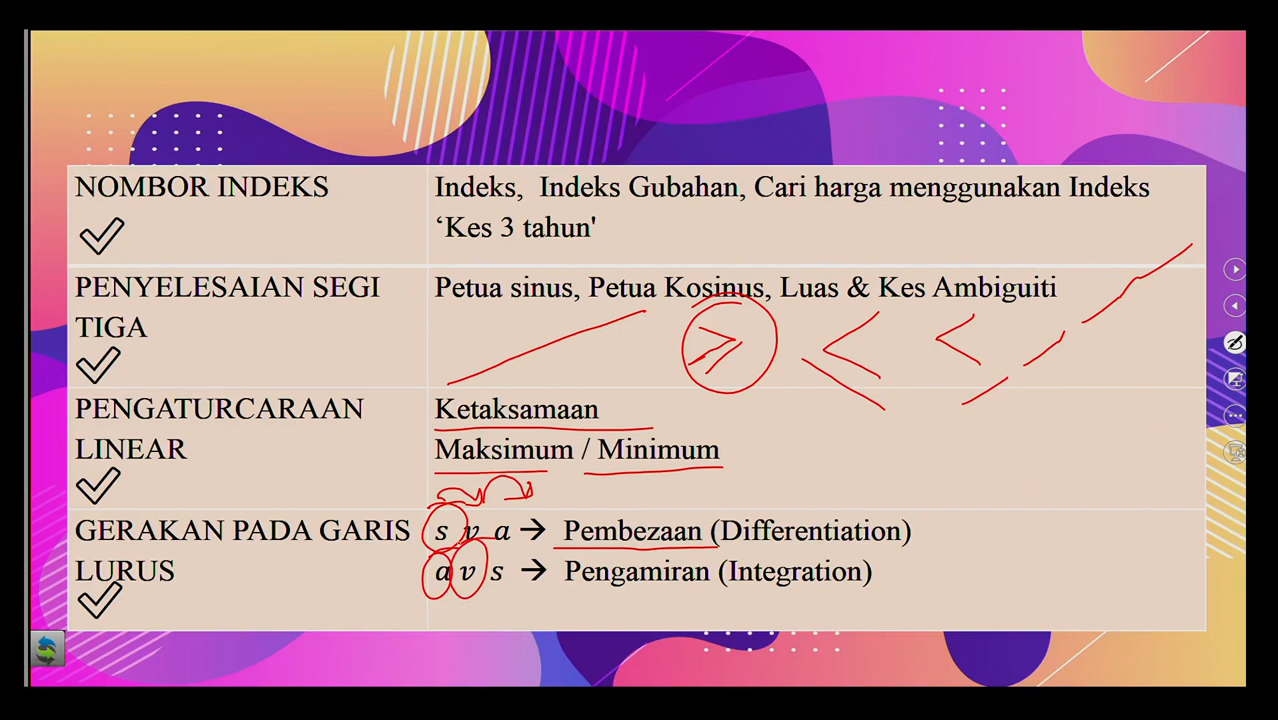 NOMBOR INDEKS
Indeks,  Indeks Gubahan, Cari harga menggunakan Indeks
‘Kes 3 tahun'
PENYELESAIAN SEGI
TIGA
Petua sinus, Petua Kosinus, Luas & Kes Ambiguiti
≥ < <
PENGATURCARAAN
LINEAR
Ketaksamaan
Maksimum / Minimum
GERAKAN PADA GARIS
LURUS
s v a → Pembezaan (Differentiation)
a v s → Pengamiran (Integration)